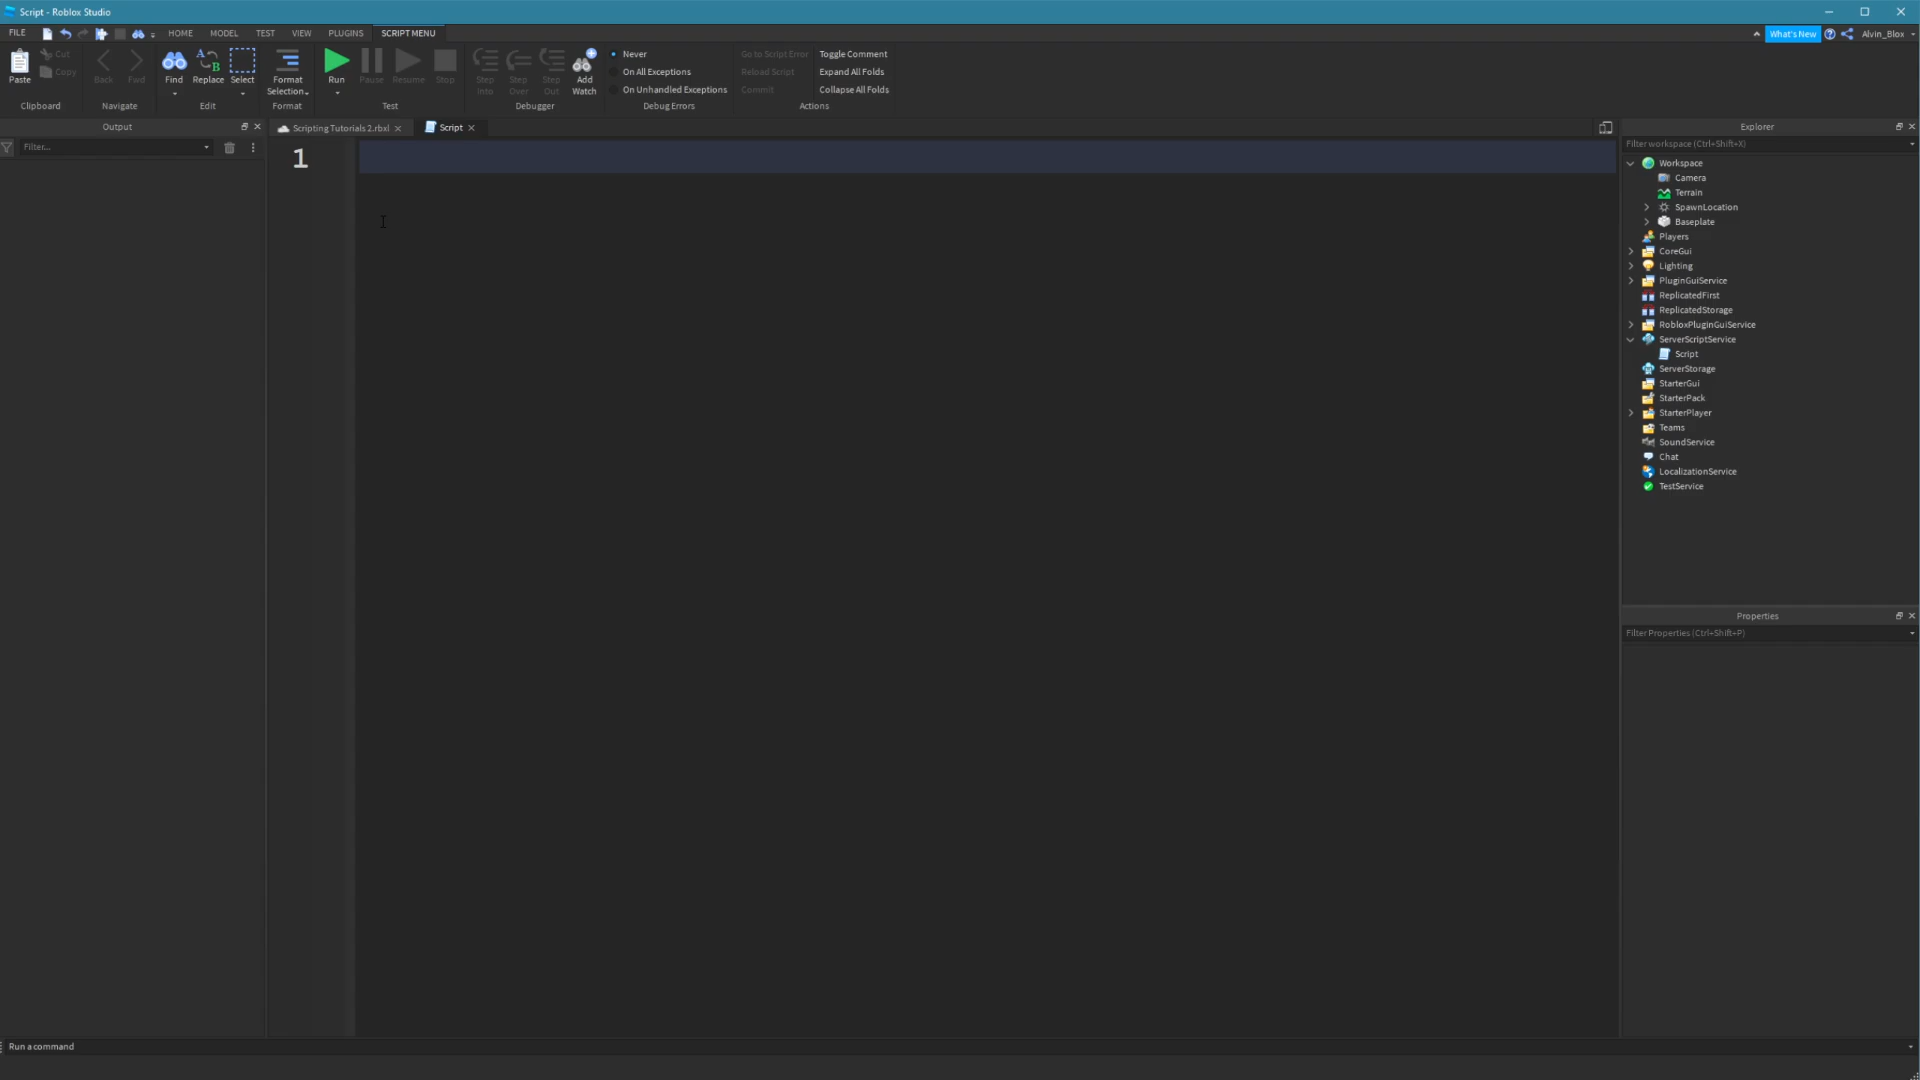 Script - Roblox Studio
FILE HOME MODEL TEST VIEW PLUGINS SCRIPT MENU What's New Alvin_Blox
Paste Cut Copy
Clipboard
Back Fwd
Navigate
Find Replace Select
Edit
Format Selection
Format
Run Pause Resume Stop
Test
Step Into Step Over Step Out Add Watch
Debugger
Never
On All Exceptions
On Unhandled Exceptions
Debug Errors
Go to Script Error Toggle Comment
Reload Script Expand All Folds
Commit Collapse All Folds
Actions
Output
Filter...
Scripting Tutorials 2.rbxl Script
1
Explorer
Filter workspace (Ctrl+Shift+X)
Workspace
Camera
Terrain
SpawnLocation
Baseplate
Players
CoreGui
Lighting
PluginGuiService
ReplicatedFirst
ReplicatedStorage
RobloxPluginGuiService
ServerScriptService
Script
ServerStorage
StarterGui
StarterPack
StarterPlayer
Teams
SoundService
Chat
LocalizationService
TestService
Properties
Filter Properties (Ctrl+Shift+P)
Run a command